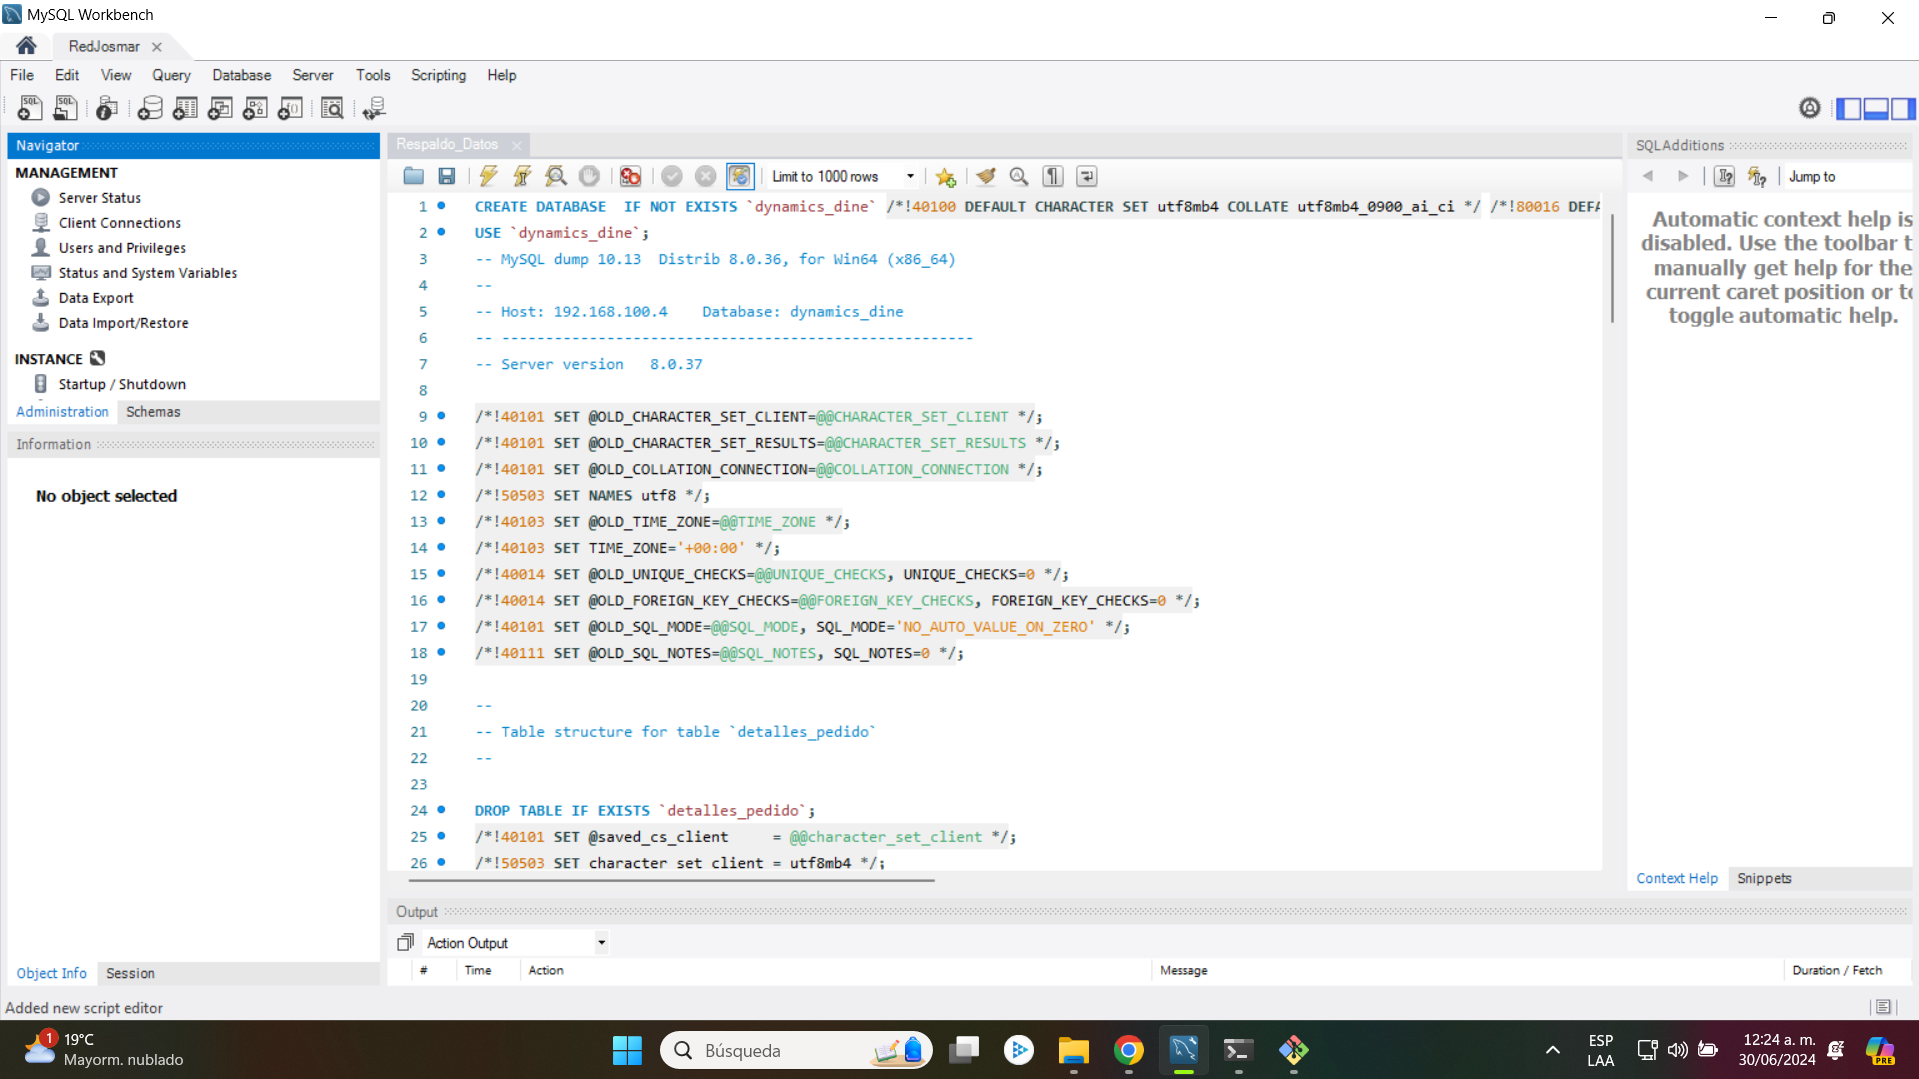 MySQL Workbench
RedJosmar
File Edit View Query Database Server Tools Scripting Help
Navigator
MANAGEMENT
Server Status
Client Connections
Users and Privileges
Status and System Variables
Data Export
Data Import/Restore
INSTANCE
Startup / Shutdown
Administration Schemas
Information
No object selected
Object Info Session
Respaldo_Datos
Limit to 1000 rows
1 CREATE DATABASE  IF NOT EXISTS `dynamics_dine` /*!40100 DEFAULT CHARACTER SET utf8mb4 COLLATE utf8mb4_0900_ai_ci */ /*!80016 DEFA
2 USE `dynamics_dine`;
3 -- MySQL dump 10.13  Distrib 8.0.36, for Win64 (x86_64)
4 --
5 -- Host: 192.168.100.4    Database: dynamics_dine
6 -- ------------------------------------------------------
7 -- Server version   8.0.37
8
9 /*!40101 SET @OLD_CHARACTER_SET_CLIENT=@@CHARACTER_SET_CLIENT */;
10 /*!40101 SET @OLD_CHARACTER_SET_RESULTS=@@CHARACTER_SET_RESULTS */;
11 /*!40101 SET @OLD_COLLATION_CONNECTION=@@COLLATION_CONNECTION */;
12 /*!50503 SET NAMES utf8 */;
13 /*!40103 SET @OLD_TIME_ZONE=@@TIME_ZONE */;
14 /*!40103 SET TIME_ZONE='+00:00' */;
15 /*!40014 SET @OLD_UNIQUE_CHECKS=@@UNIQUE_CHECKS, UNIQUE_CHECKS=0 */;
16 /*!40014 SET @OLD_FOREIGN_KEY_CHECKS=@@FOREIGN_KEY_CHECKS, FOREIGN_KEY_CHECKS=0 */;
17 /*!40101 SET @OLD_SQL_MODE=@@SQL_MODE, SQL_MODE='NO_AUTO_VALUE_ON_ZERO' */;
18 /*!40111 SET @OLD_SQL_NOTES=@@SQL_NOTES, SQL_NOTES=0 */;
19
20 --
21 -- Table structure for table `detalles_pedido`
22 --
23
24 DROP TABLE IF EXISTS `detalles_pedido`;
25 /*!40101 SET @saved_cs_client     = @@character_set_client */;
26 /*!50503 SET character_set_client = utf8mb4 */;
SQLAdditions
Jump to
Automatic context help is
disabled. Use the toolbar t
manually get help for the
current caret position or to
toggle automatic help.
Context Help Snippets
Output
Action Output
# Time Action Message Duration / Fetch
Added new script editor
1
19°C
Mayorm. nublado
Búsqueda
ESP
LAA
12:24 a. m.
30/06/2024
PRE